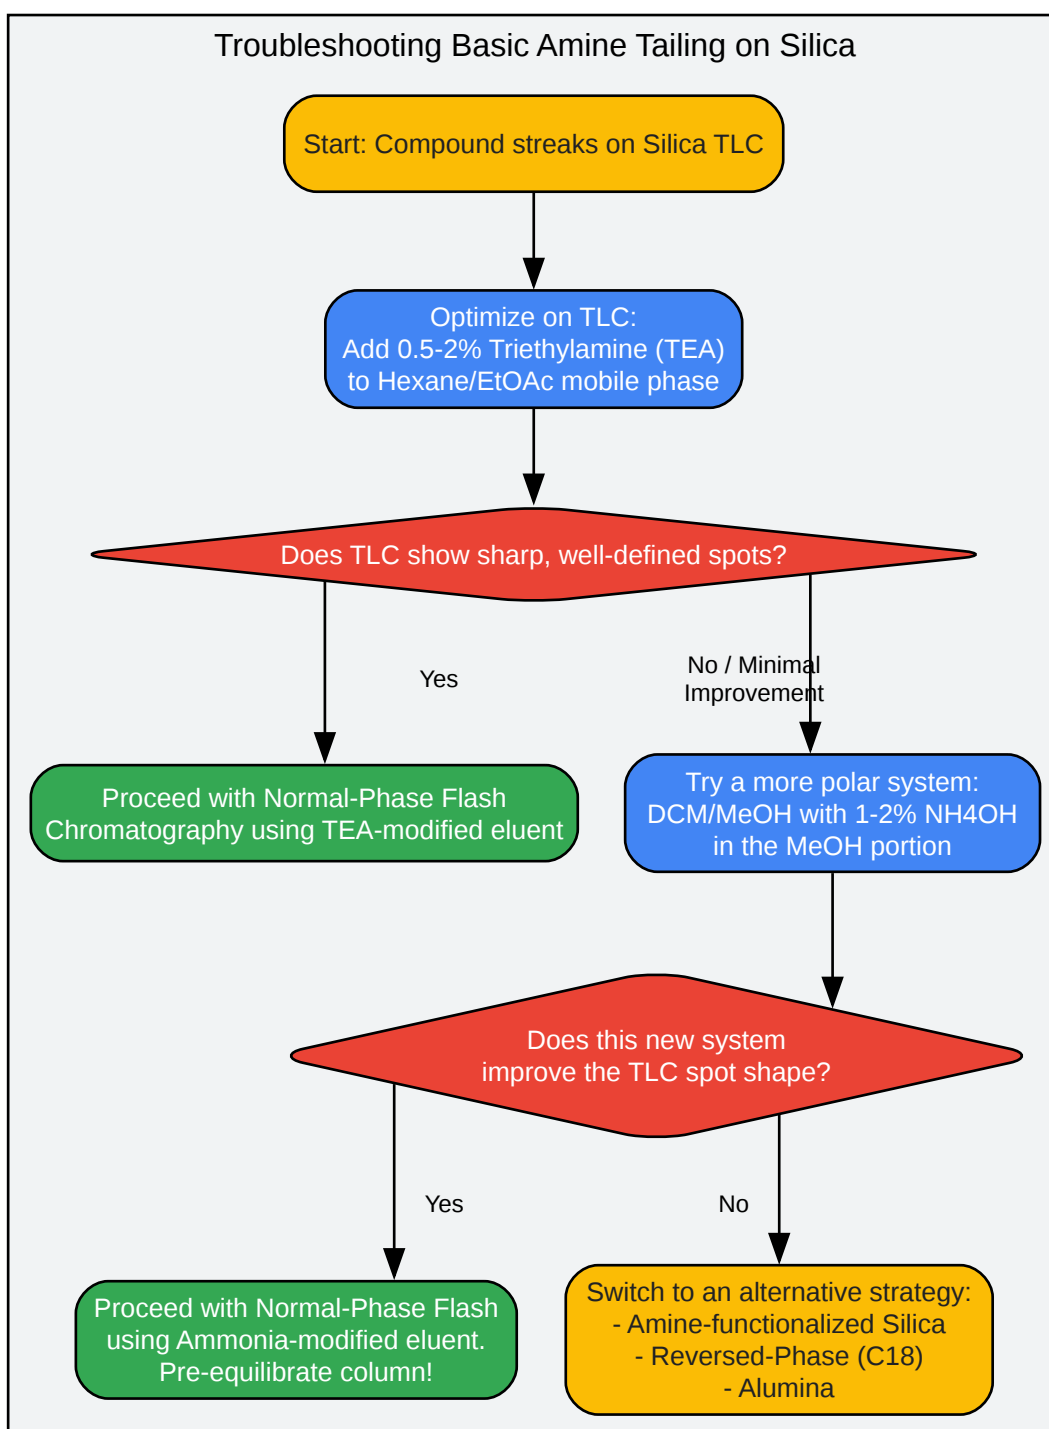 Troubleshooting Basic Amine Tailing on Silica
Start: Compound streaks on Silica TLC
Optimize on TLC:
Add 0.5-2% Triethylamine (TEA)
to Hexane/EtOAc mobile phase
Does TLC show sharp, well-defined spots?
Yes
No / Minimal
Improvement
Proceed with Normal-Phase Flash
Chromatography using TEA-modified eluent
Try a more polar system:
DCM/MeOH with 1-2% NH4OH
in the MeOH portion
Does this new system
improve the TLC spot shape?
Yes
No
Proceed with Normal-Phase Flash
using Ammonia-modified eluent.
Pre-equilibrate column!
Switch to an alternative strategy:
- Amine-functionalized Silica
- Reversed-Phase (C18)
- Alumina